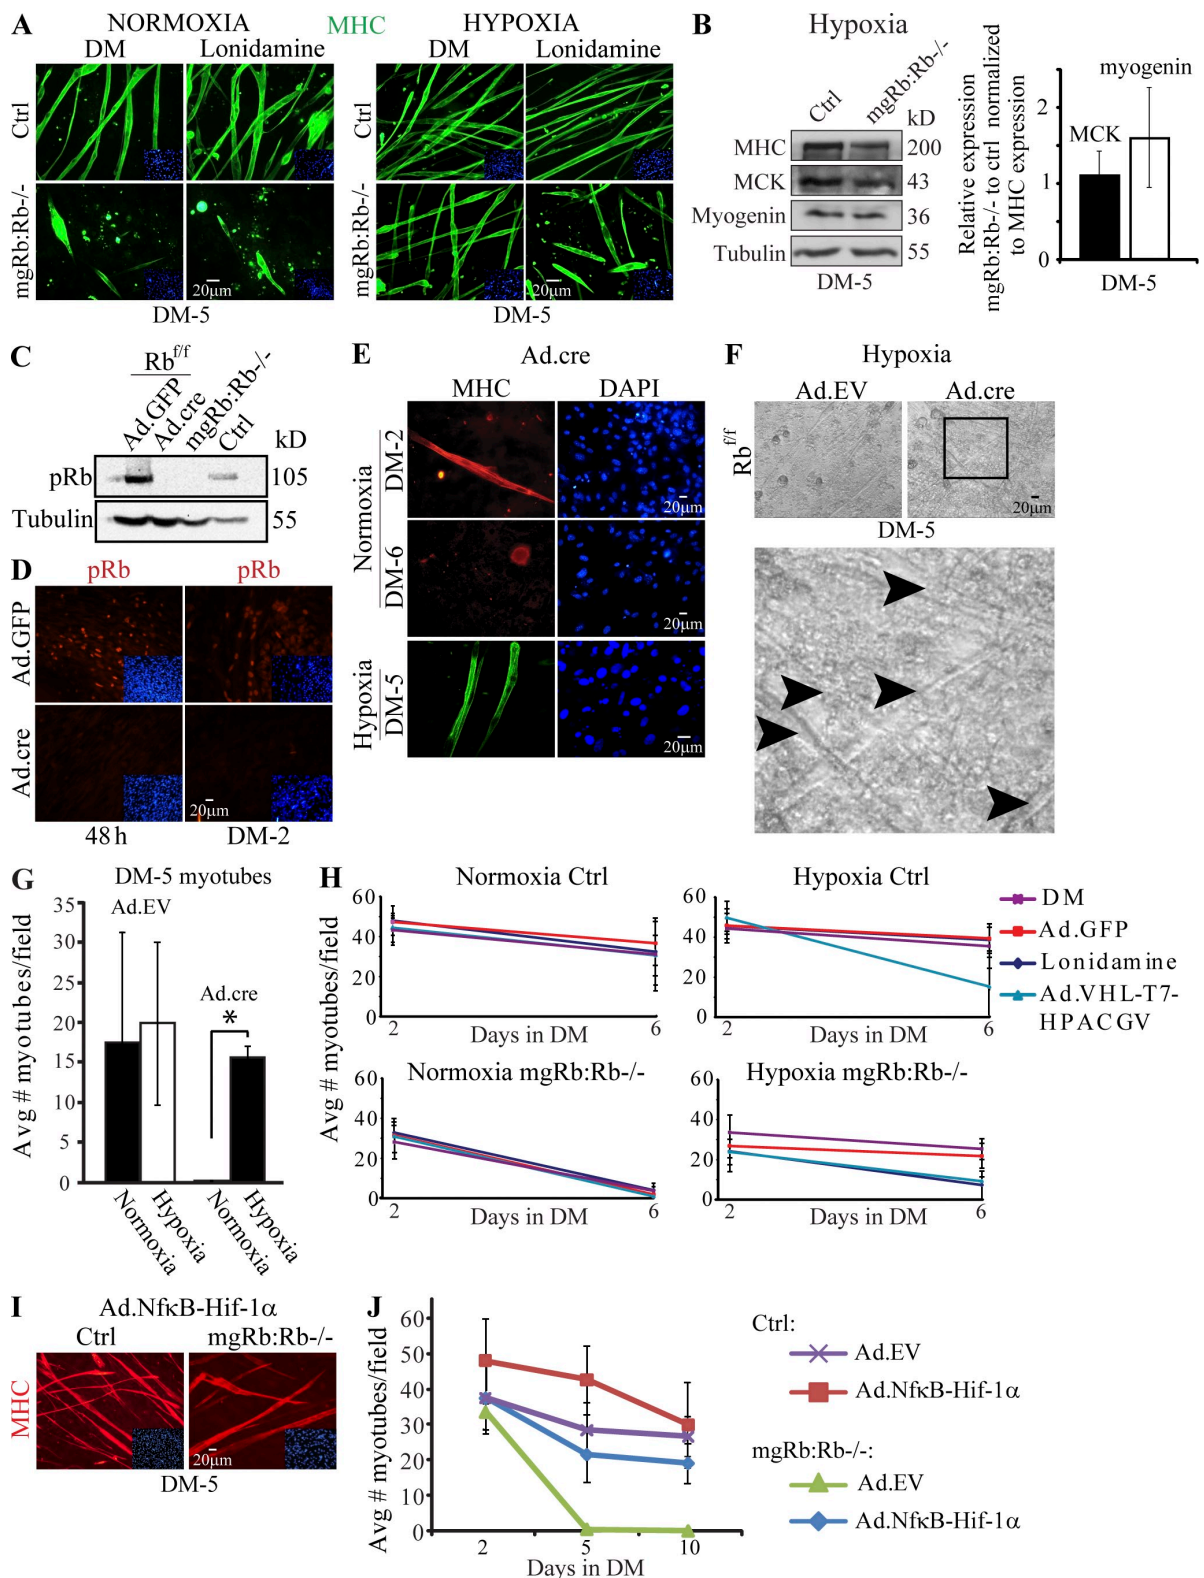 A NORMOXIA MHC HYPOXIA
DM Lonidamine DM Lonidamine
Ctrl
mgRb:Rb-/-
20µm
DM-5
Ctrl
mgRb:Rb-/-
20µm
DM-5
B Hypoxia
Ctrl mgRb:Rb-/- kD
MHC 200
MCK 43
Myogenin 36
Tubulin 55
DM-5
Relative expression
mgRb:Rb-/- to ctrl normalized
to MHC expression
2
1
0
MCK
myogenin
DM-5
C Rbf/f
Ad.GFP Ad.cre mgRb:Rb-/- Ctrl kD
pRb 105
Tubulin 55
D pRb pRb
Ad.GFP
Ad.cre
20µm
48h DM-2
E Ad.cre
MHC DAPI
Normoxia
DM-2
20µm
DM-6
20µm
Hypoxia
DM-5
20µm
F Hypoxia
Ad.EV Ad.cre
Rbf/f
20µm
DM-5
G DM-5 myotubes
Avg # myotubes/field
35
30
25
20
15
10
5
0
Ad.EV
Ad.cre
*
Normoxia Hypoxia Normoxia Hypoxia
H Avg # myotubes/field
Normoxia Ctrl
60
40
20
0
2 Days in DM 6
Hypoxia Ctrl
60
40
20
0
2 Days in DM 6
DM
Ad.GFP
Lonidamine
Ad.VHL-T7-
HPACGV
Normoxia mgRb:Rb-/-
60
40
20
0
2 Days in DM 6
Hypoxia mgRb:Rb-/-
60
40
20
0
2 Days in DM 6
I Ad.NfκB-Hif-1α
Ctrl mgRb:Rb-/-
MHC
20µm
DM-5
J Avg # myotubes/field
60
50
40
30
20
10
0
2 5 10
Days in DM
Ctrl:
Ad.EV
Ad.NfκB-Hif-1α
mgRb:Rb-/-:
Ad.EV
Ad.NfκB-Hif-1α